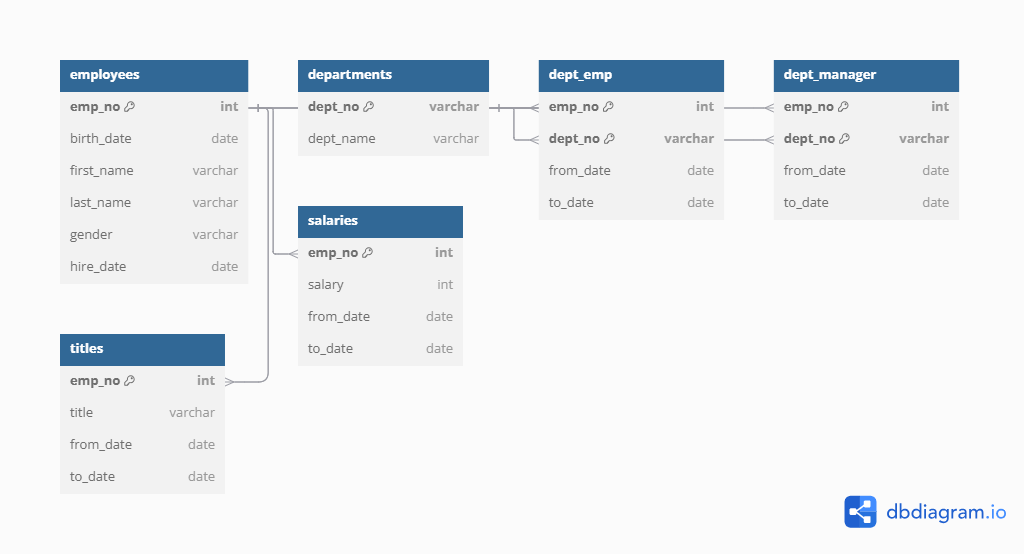 employees
emp_no int
birth_date date
first_name varchar
last_name varchar
gender varchar
hire_date date
departments
dept_no varchar
dept_name varchar
dept_emp
emp_no int
dept_no varchar
from_date date
to_date date
dept_manager
emp_no int
dept_no varchar
from_date date
to_date date
salaries
emp_no int
salary int
from_date date
to_date date
titles
emp_no int
title varchar
from_date date
to_date date
dbdiagram.io